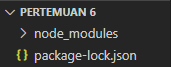 PERTEMUAN 6
node_modules
{} package-lock.json